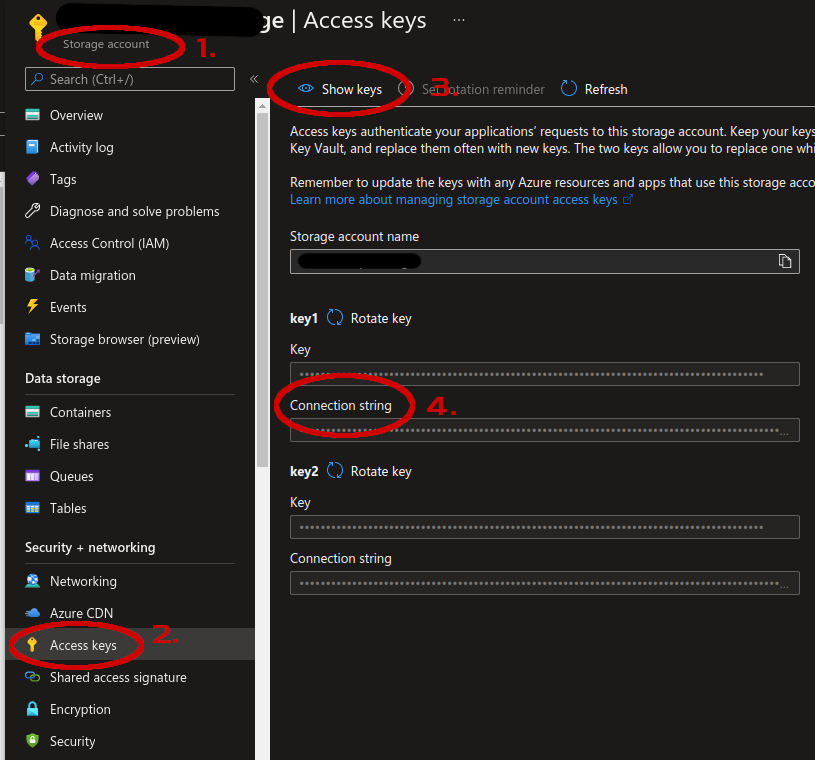 ge | Access keys ...
Storage account
1.
Search (Ctrl+/)
«
Overview
Activity log
Tags
Diagnose and solve problems
Access Control (IAM)
Data migration
Events
Storage browser (preview)
Data storage
Containers
File shares
Queues
Tables
Security + networking
Networking
Azure CDN
Access keys
2.
Shared access signature
Encryption
Security
Show keys
3.
Set rotation reminder
Refresh
Access keys authenticate your applications' requests to this storage account. Keep your keys
Key Vault, and replace them often with new keys. The two keys allow you to replace one whi
Remember to update the keys with any Azure resources and apps that use this storage acco
Learn more about managing storage account access keys
Storage account name
key1 Rotate key
Key
Connection string
4.
key2 Rotate key
Key
Connection string